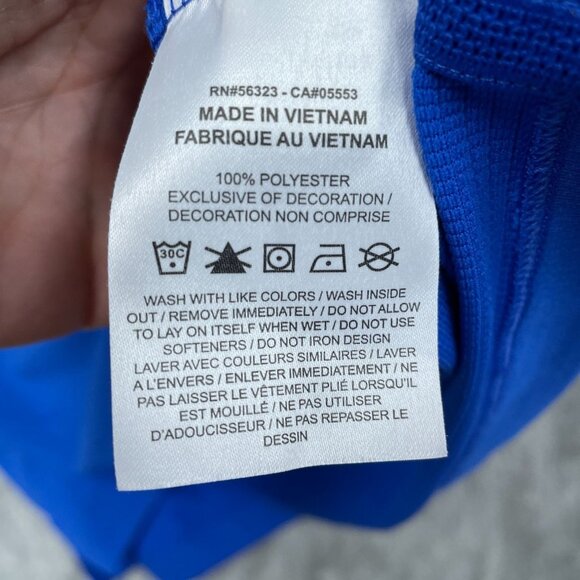 RN#56323 - CA#05553
MADE IN VIETNAM
FABRIQUE AU VIETNAM
100% POLYESTER
EXCLUSIVE OF DECORATION /
DECORATION NON COMPRISE
30C
WASH WITH LIKE COLORS / WASH INSIDE
OUT / REMOVE IMMEDIATELY / DO NOT ALLOW
TO LAY ON ITSELF WHEN WET / DO NOT USE
SOFTENERS / DO NOT IRON DESIGN
LAVER AVEC COULEURS SIMILAIRES / LAVER
A L'ENVERS / ENLEVER IMMEDIATEMENT / NE
PAS LAISSER LE VÊTEMENT PLIÉ LORSQU'IL
EST MOUILLÉ / NE PAS UTILISER
D'ADOUCISSEUR / NE PAS REPASSER LE
DESSIN